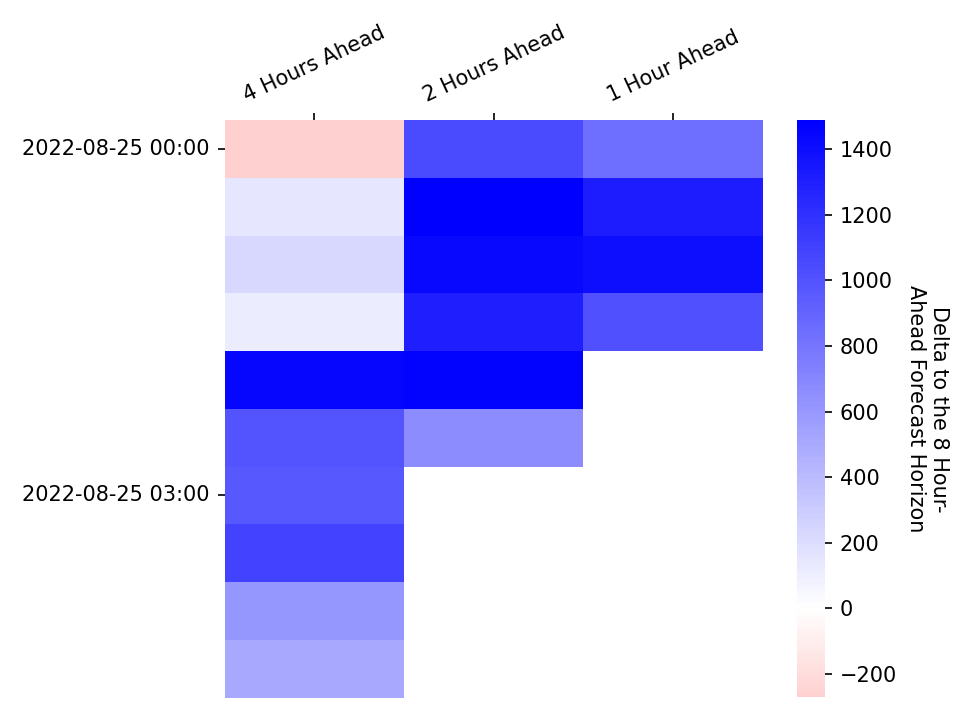 4 Hours Ahead
2 Hours Ahead
1 Hour Ahead
2022-08-25 00:00
2022-08-25 03:00
1400
1200
1000
800
600
400
200
0
−200
Delta to the 8 Hour-
Ahead Forecast Horizon